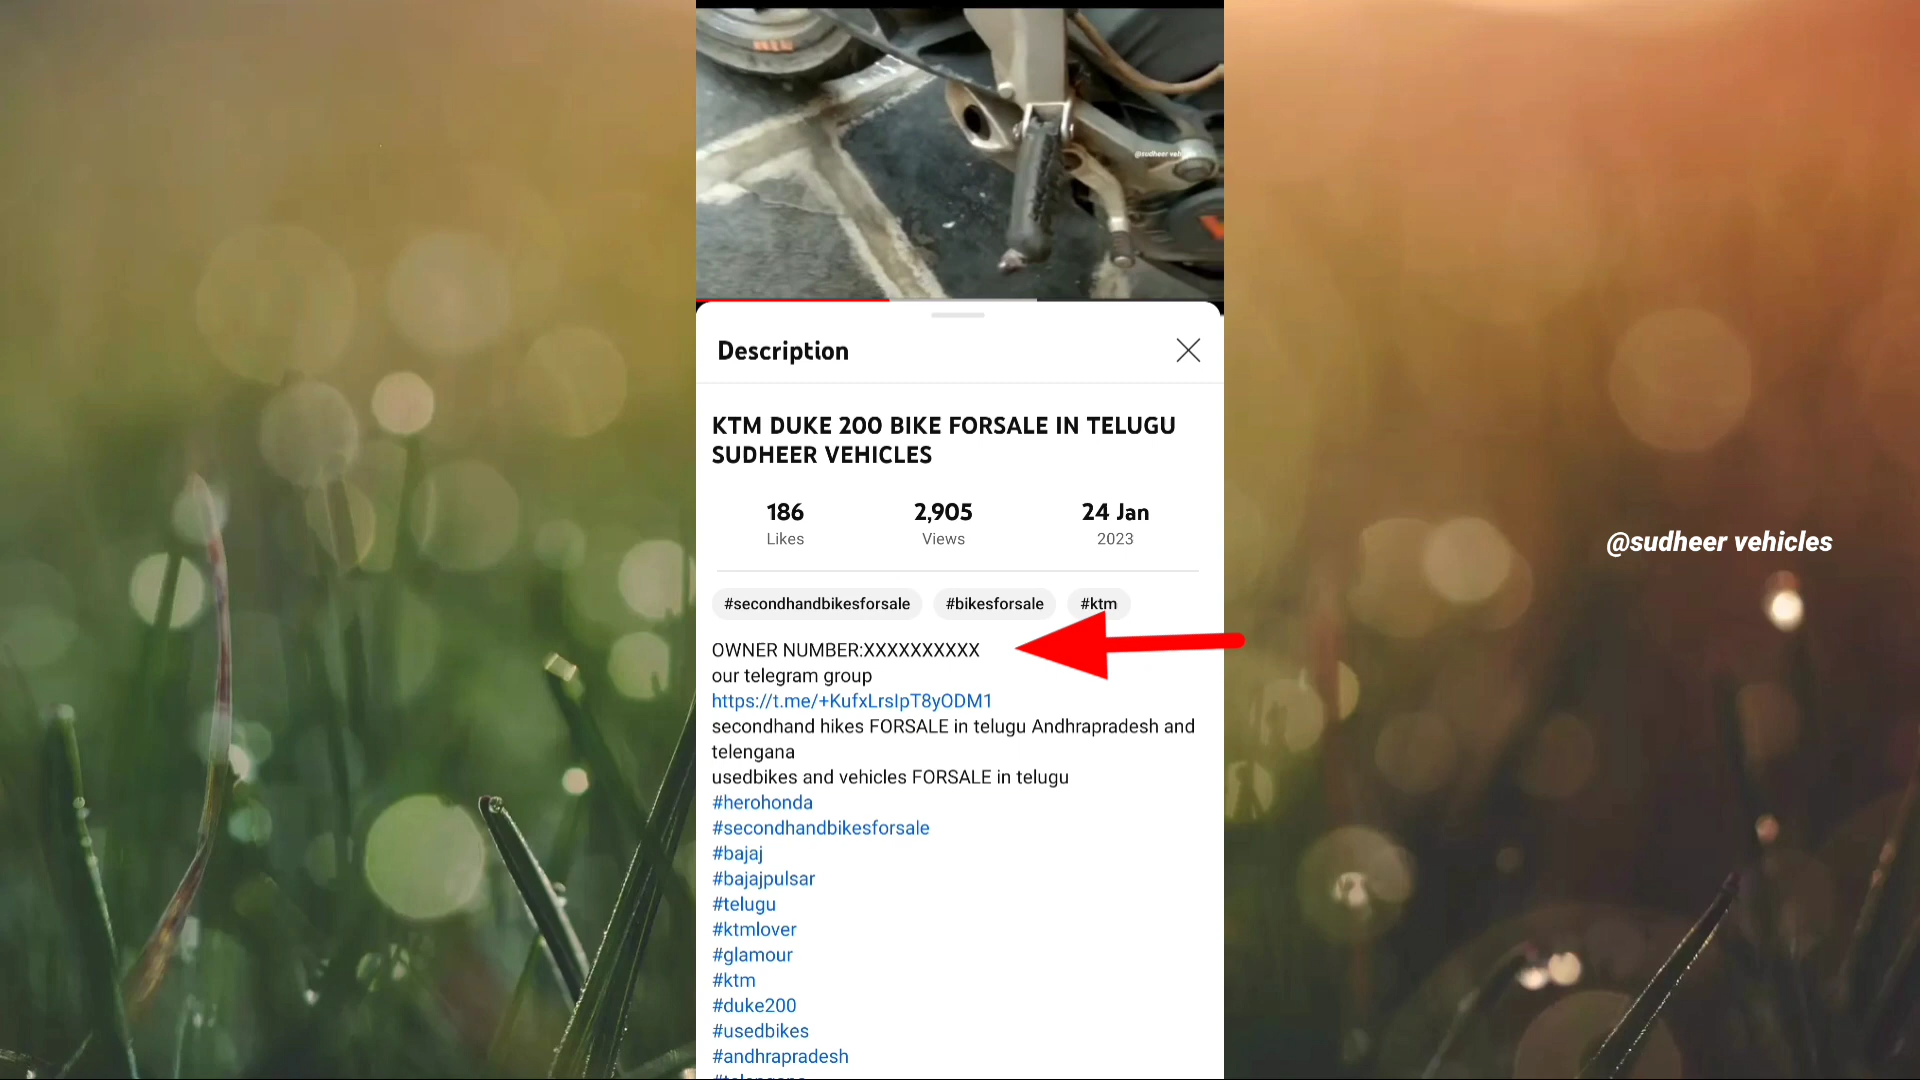 @sudheer vehicles
Description
KTM DUKE 200 BIKE FORSALE IN TELUGU
SUDHEER VEHICLES
186 2,905 24 Jan
Likes Views 2023
#secondhandbikesforsale #bikesforsale #ktm
OWNER NUMBER:XXXXXXXXXX
our telegram group
https://t.me/+KufxLrsIpT8yODM1
secondhand hikes FORSALE in telugu Andhrapradesh and
telengana
usedbikes and vehicles FORSALE in telugu
#herohonda
#secondhandbikesforsale
#bajaj
#bajajpulsar
#telugu
#ktmlover
#glamour
#ktm
#duke200
#usedbikes
#andhrapradesh